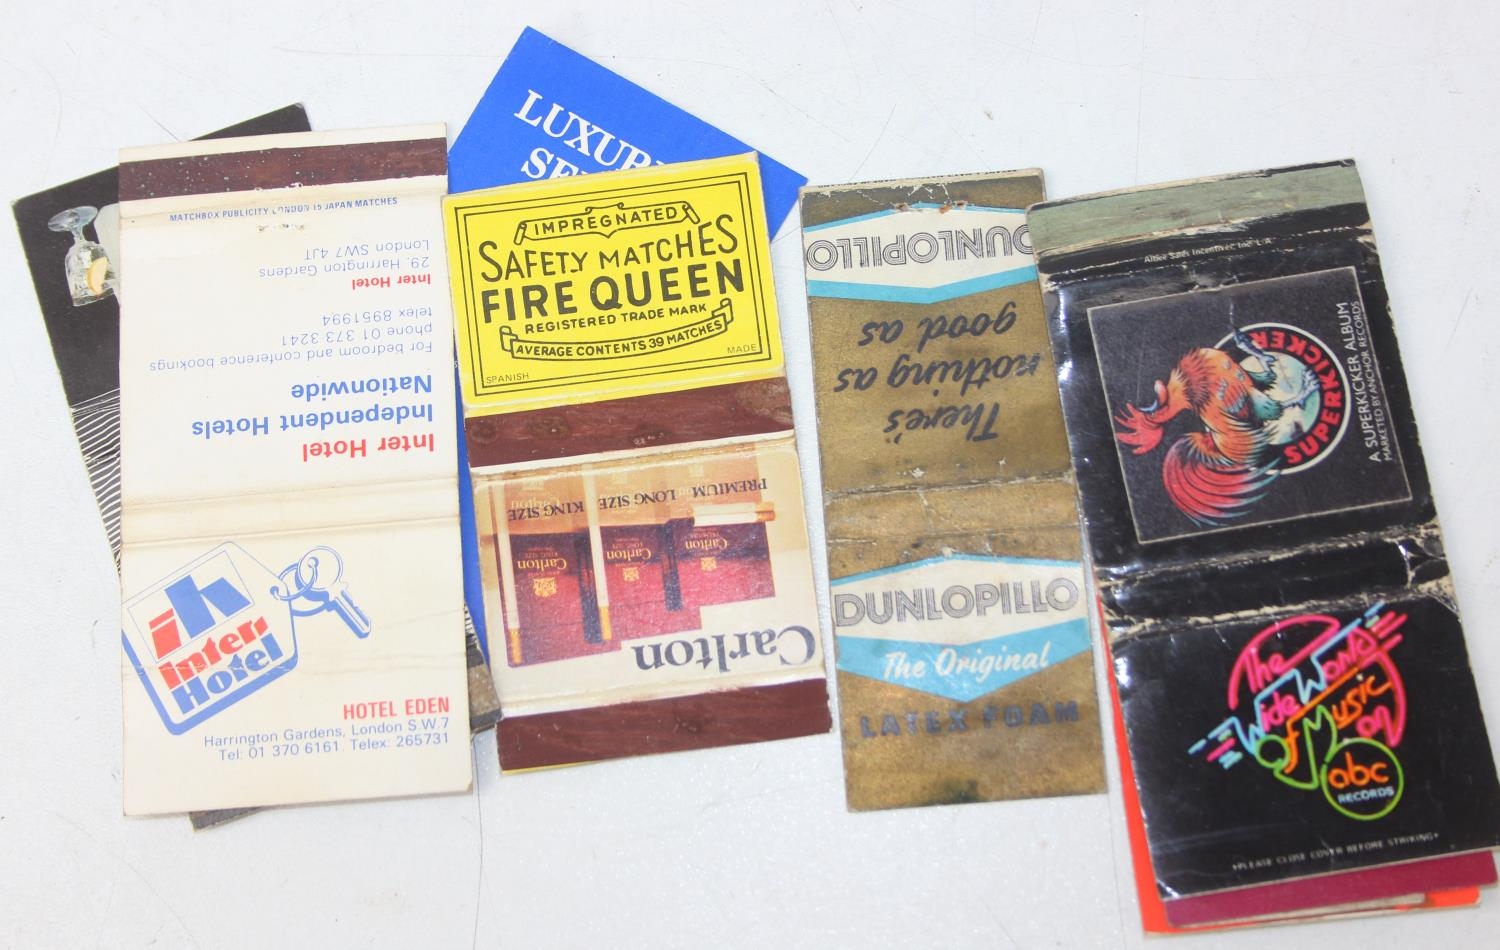 MATCHBOX PUBLICITY LONDON 15 JAPAN MATCHES
Inter Hotel
Independent Hotels
Nationwide
For bedroom and conference bookings
phone 01 373 3241
telex 8951994
Inter Hotel
29. Harrington Gardens
London SW7 4JT
ih
Inter
Hotel
HOTEL EDEN
Harrington Gardens, London S.W.7
Tel: 01 370 6161. Telex: 265731
LUXURY
IMPREGNATED
SAFETY MATCHES
FIRE QUEEN
REGISTERED TRADE MARK
AVERAGE CONTENTS 39 MATCHES
SPANISH
MADE
Carlton
Carlton
Carlton
Carlton
PREMIUM LONG SIZE KING SIZE
There's
nothing as
good as
DUNLOPILLO
DUNLOPILLO
The Original
LATEX FOAM
SUPERKICKER
A SUPERKICKER ALBUM
MARKETED BY ANCHOR RECORDS
The
Wide World
Of Music
on
abc
RECORDS
•PLEASE CLOSE COVER BEFORE STRIKING•